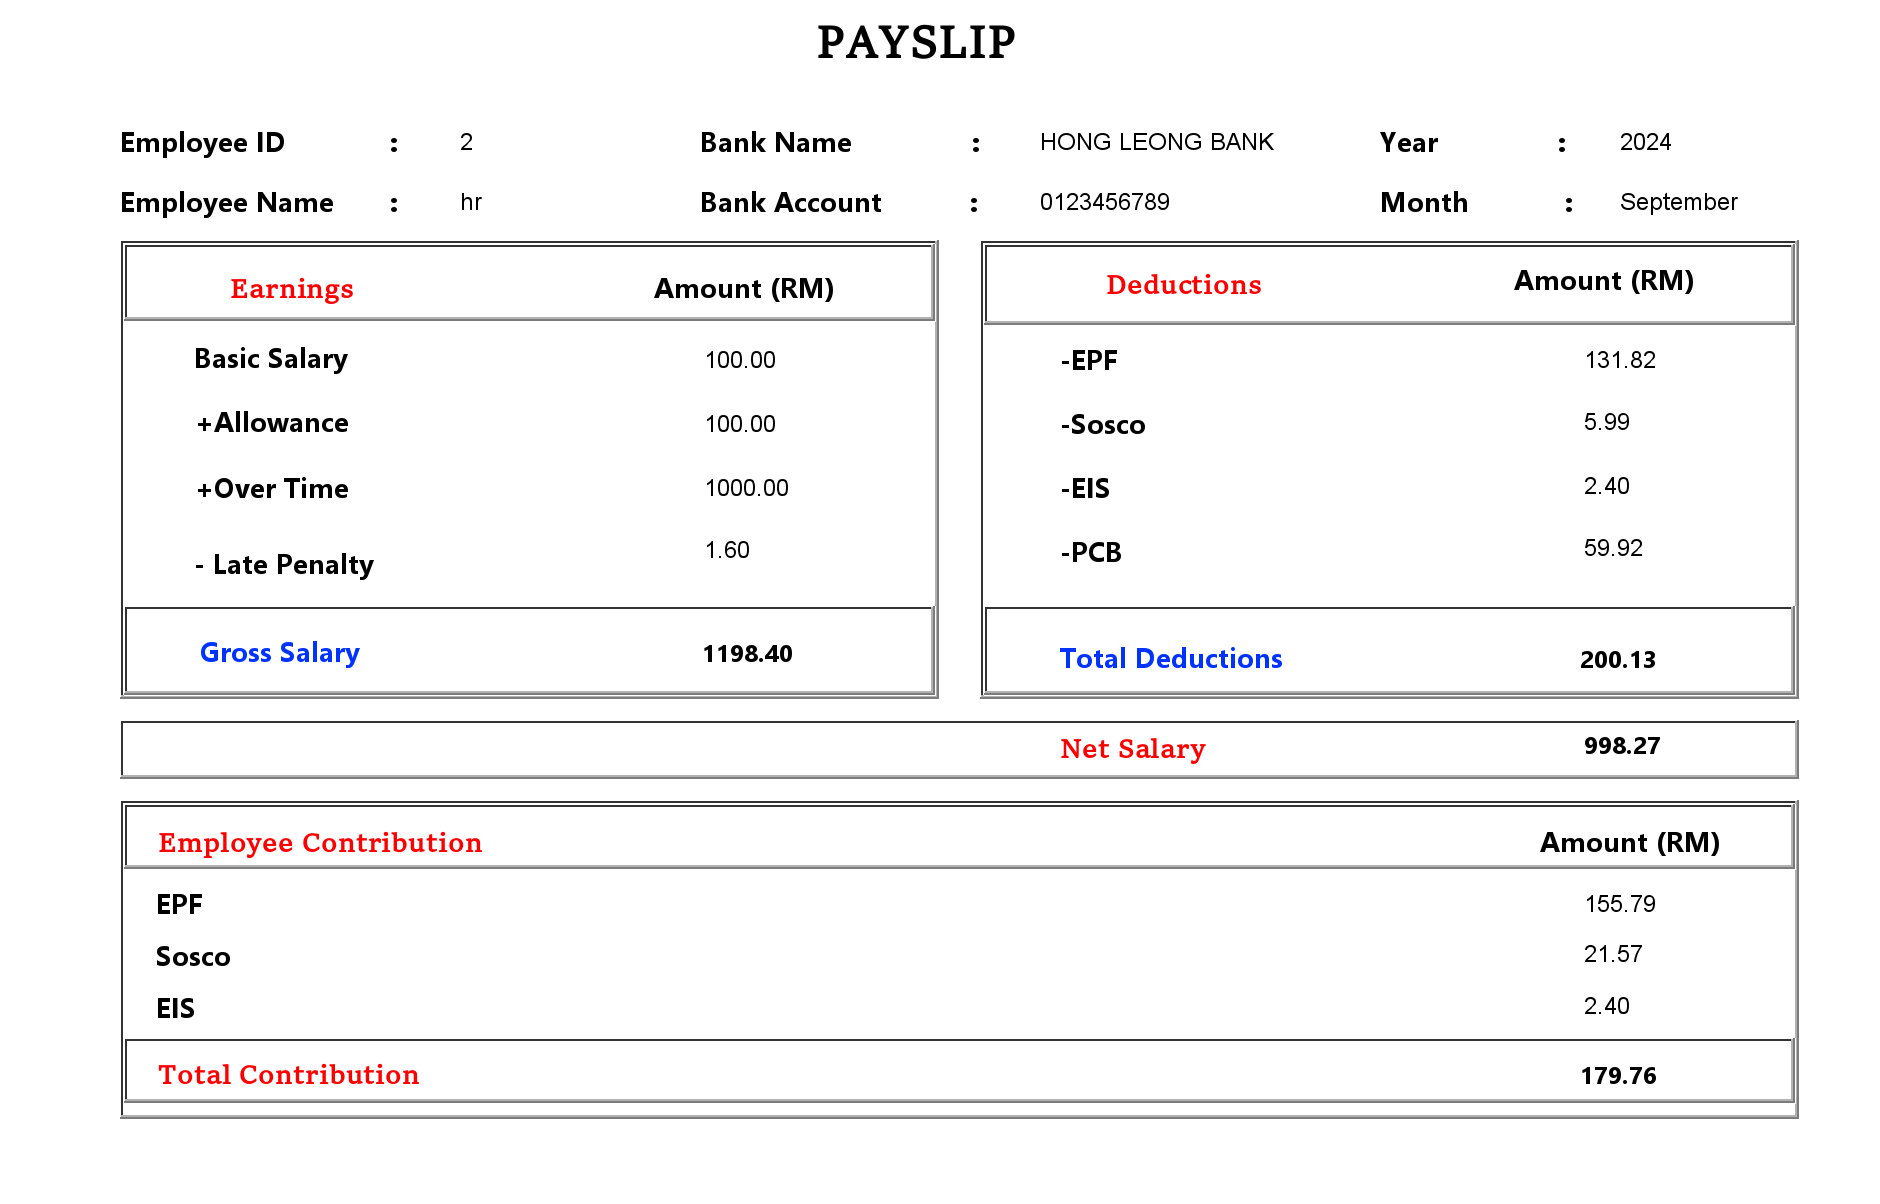 PAYSLIP
Employee ID : 2 Bank Name : HONG LEONG BANK Year : 2024
Employee Name : hr Bank Account : 0123456789 Month : September
Earnings Amount (RM)
Basic Salary 100.00
+Allowance 100.00
+Over Time 1000.00
- Late Penalty 1.60
Gross Salary 1198.40
Deductions Amount (RM)
-EPF 131.82
-Sosco 5.99
-EIS 2.40
-PCB 59.92
Total Deductions 200.13
Net Salary 998.27
Employee Contribution Amount (RM)
EPF 155.79
Sosco 21.57
EIS 2.40
Total Contribution 179.76